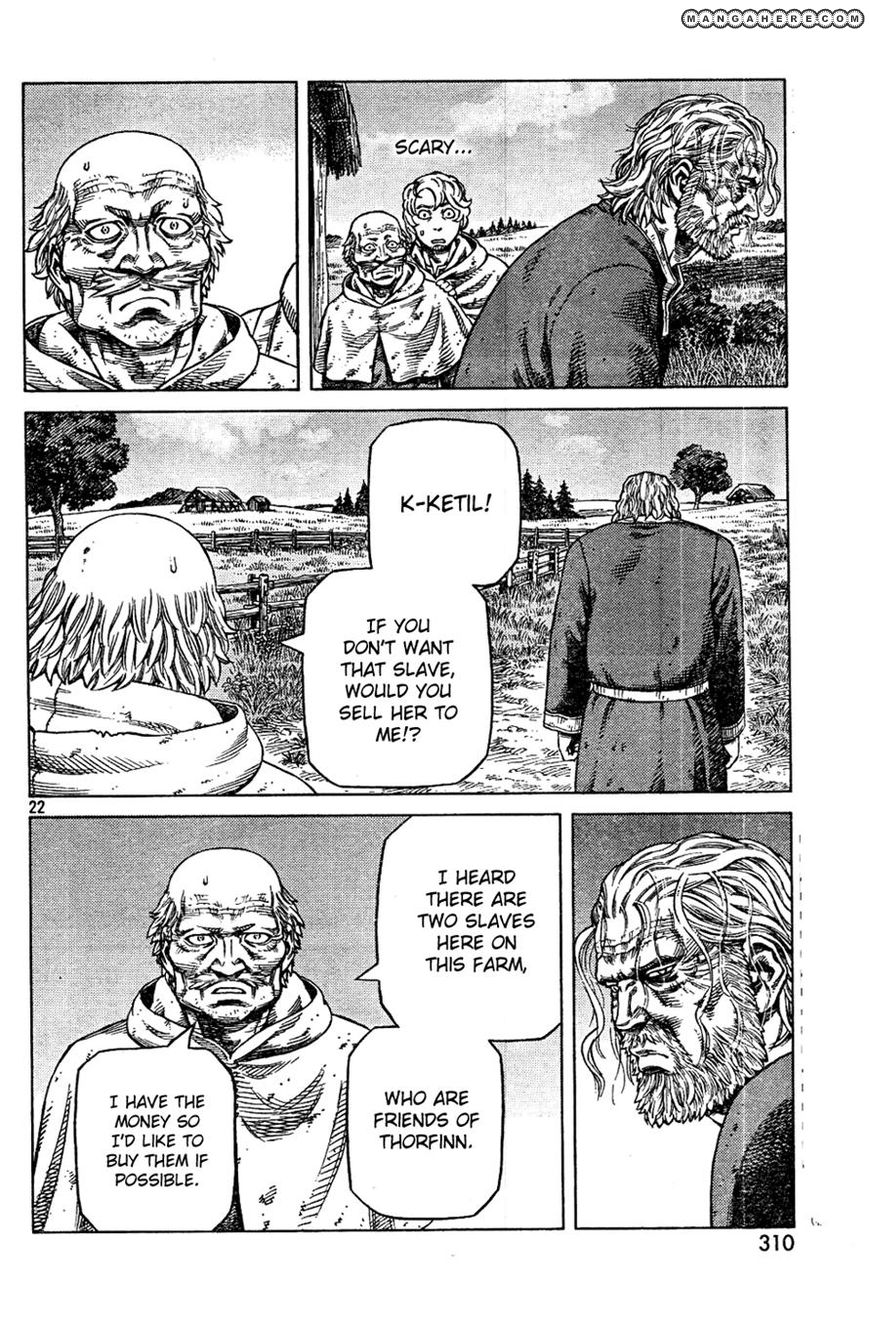 MANGAHERE.COM
SCARY...
K-KETIL!
IF YOU
DON'T WANT
THAT SLAVE,
WOULD YOU
SELL HER TO
ME!?
22
I HEARD
THERE ARE
TWO SLAVES
HERE ON
THIS FARM,
WHO ARE
FRIENDS OF
THORFINN.
I HAVE THE
MONEY SO
I'D LIKE TO
BUY THEM IF
POSSIBLE.
310